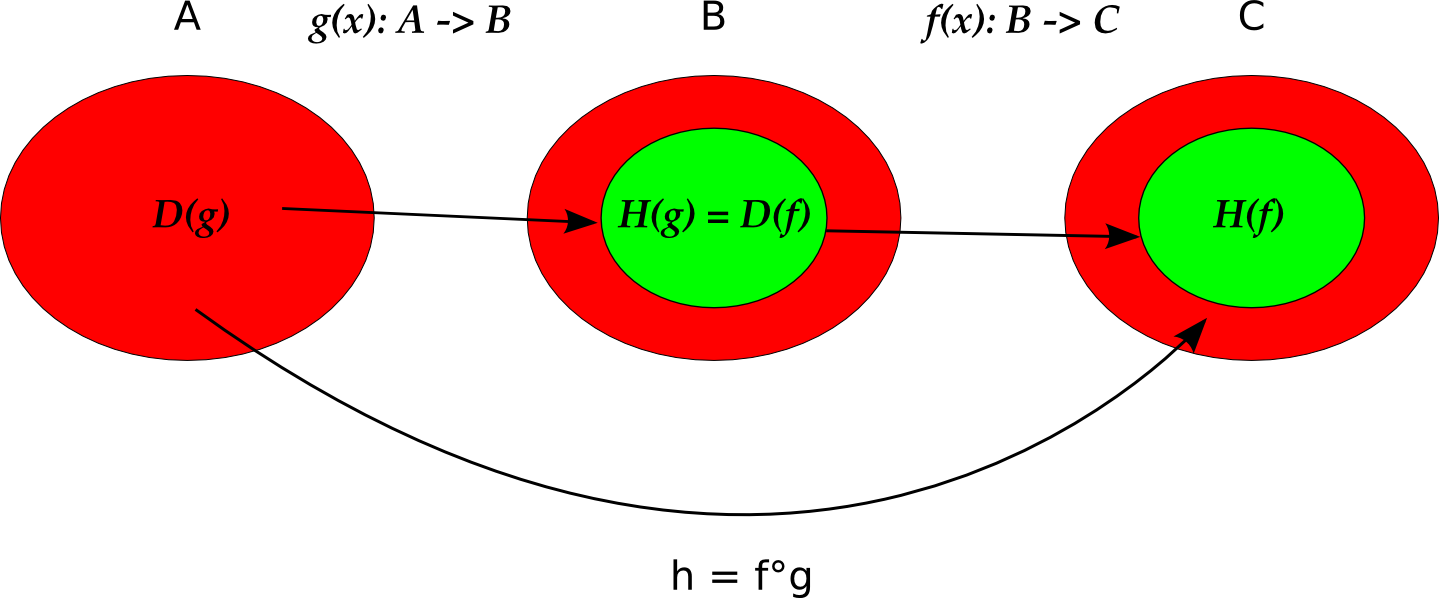 A g(x): A -> B B f(x): B -> C C
D(g) H(g) = D(f) H(f)
h = f°g